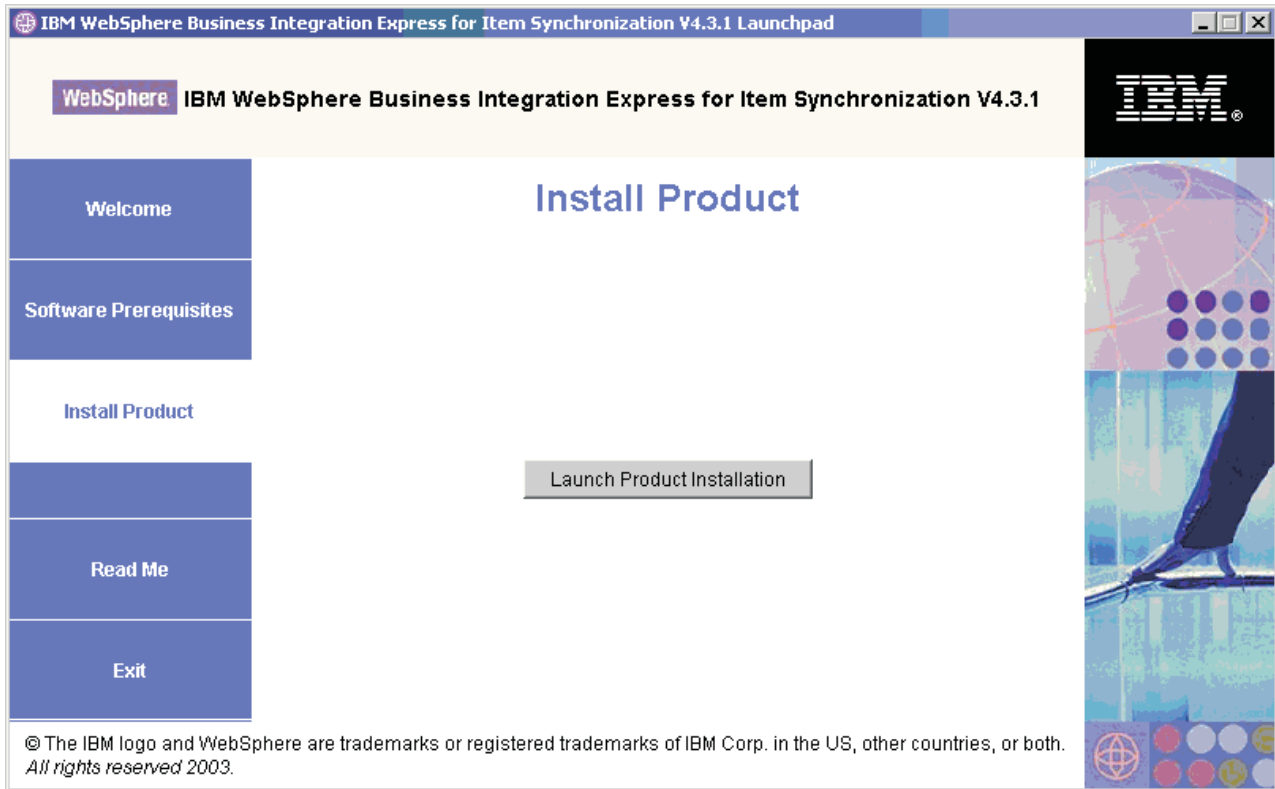 IBM WebSphere Business Integration Express for Item Synchronization V4.3.1 Launchpad
WebSphere. IBM WebSphere Business Integration Express for Item Synchronization V4.3.1
IBM®
Welcome
Software Prerequisites
Install Product
Read Me
Exit
Install Product
Launch Product Installation
© The IBM logo and WebSphere are trademarks or registered trademarks of IBM Corp. in the US, other countries, or both.
All rights reserved 2003.